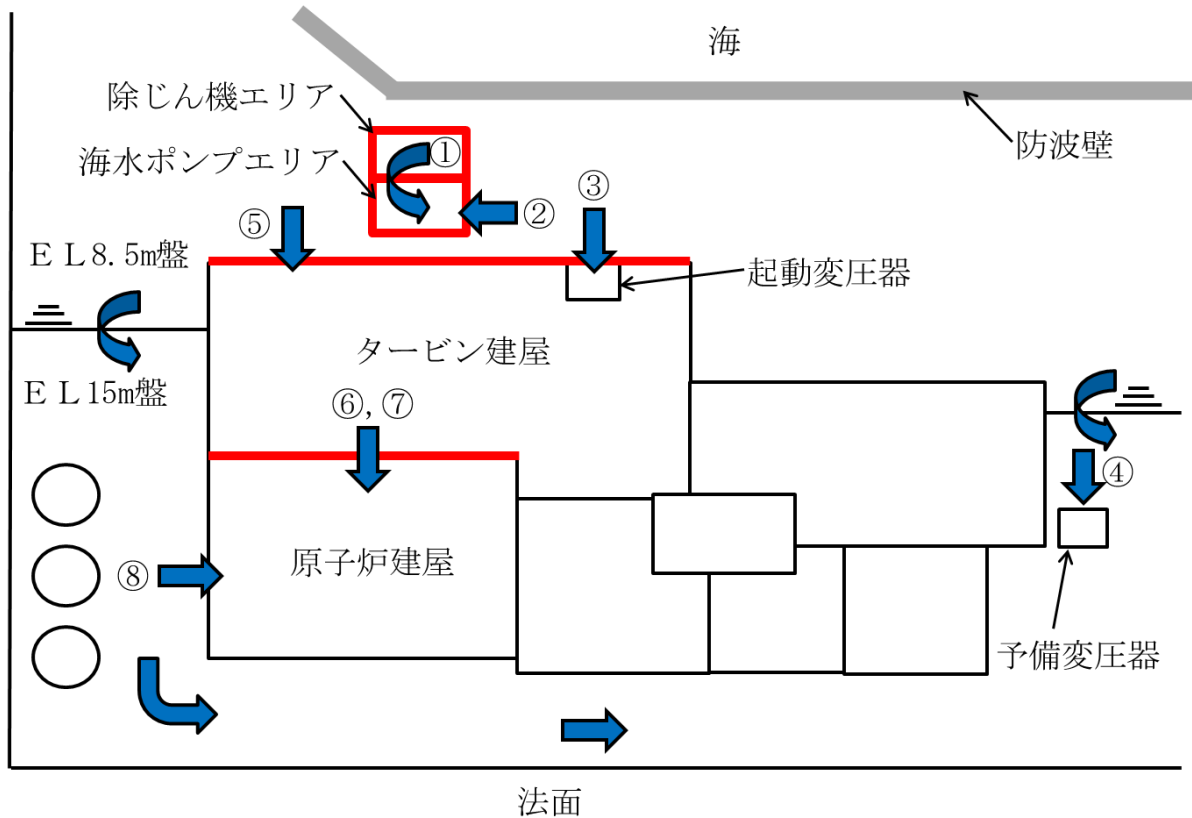 海
除じん機エリア
防波壁
海水ポンプエリア
①
②
③
⑤
ＥＬ8.5m盤
起動変圧器
タービン建屋
ＥＬ15m盤
⑥,⑦
④
原子炉建屋
⑧
予備変圧器
法面